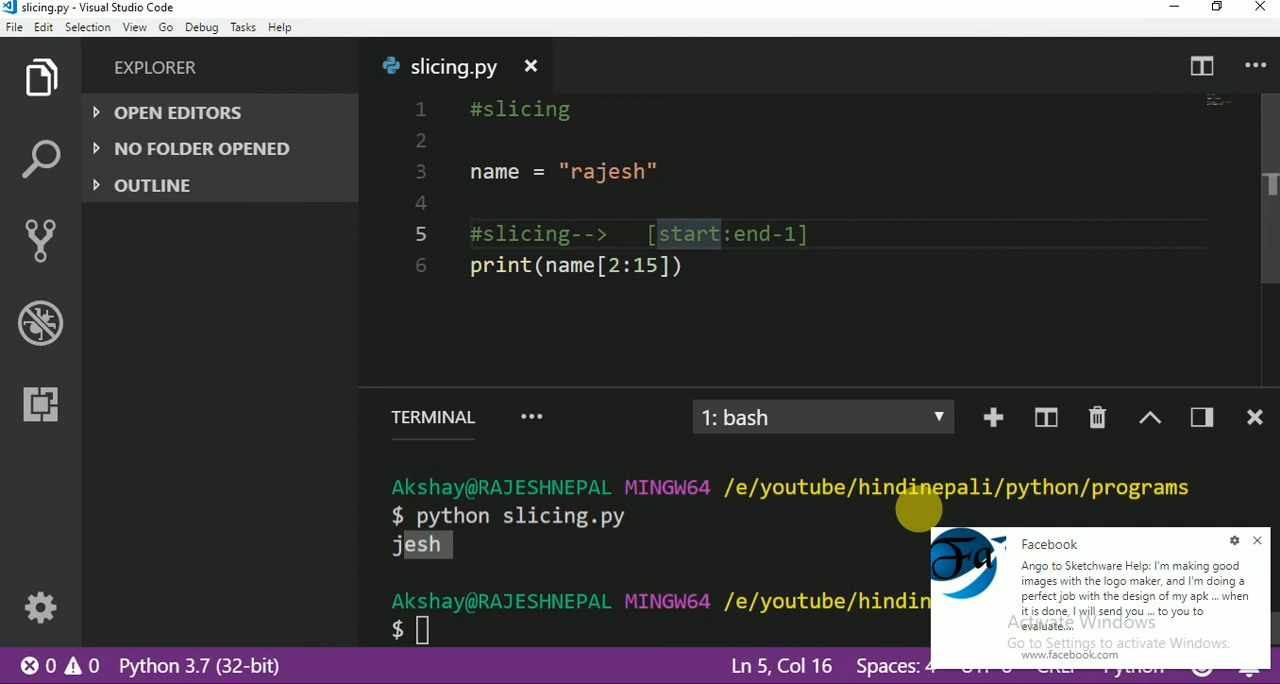 slicing.py - Visual Studio Code
File Edit Selection View Go Debug Tasks Help
EXPLORER
OPEN EDITORS
NO FOLDER OPENED
OUTLINE
slicing.py
1 #slicing
2
3 name = "rajesh"
4
5 #slicing--> [start:end-1]
6 print(name[2:15])
TERMINAL
1: bash
Akshay@RAJESHNEPAL MINGW64 /e/youtube/hindinepali/python/programs
$ python slicing.py
jesh
Akshay@RAJESHNEPAL MINGW64 /e/youtube/hindin
$
Facebook
Ango to Sketchware Help: I'm making good
images with the logo maker, and I'm doing a
perfect job with the design of my apk ... when
it is done, I will send you ... to you to
evaluate....
www.facebook.com
Activate Windows
Go to Settings to activate Windows.
0 0 Python 3.7 (32-bit)
Ln 5, Col 16 Spaces: 4 UTF-8 CRLF Python